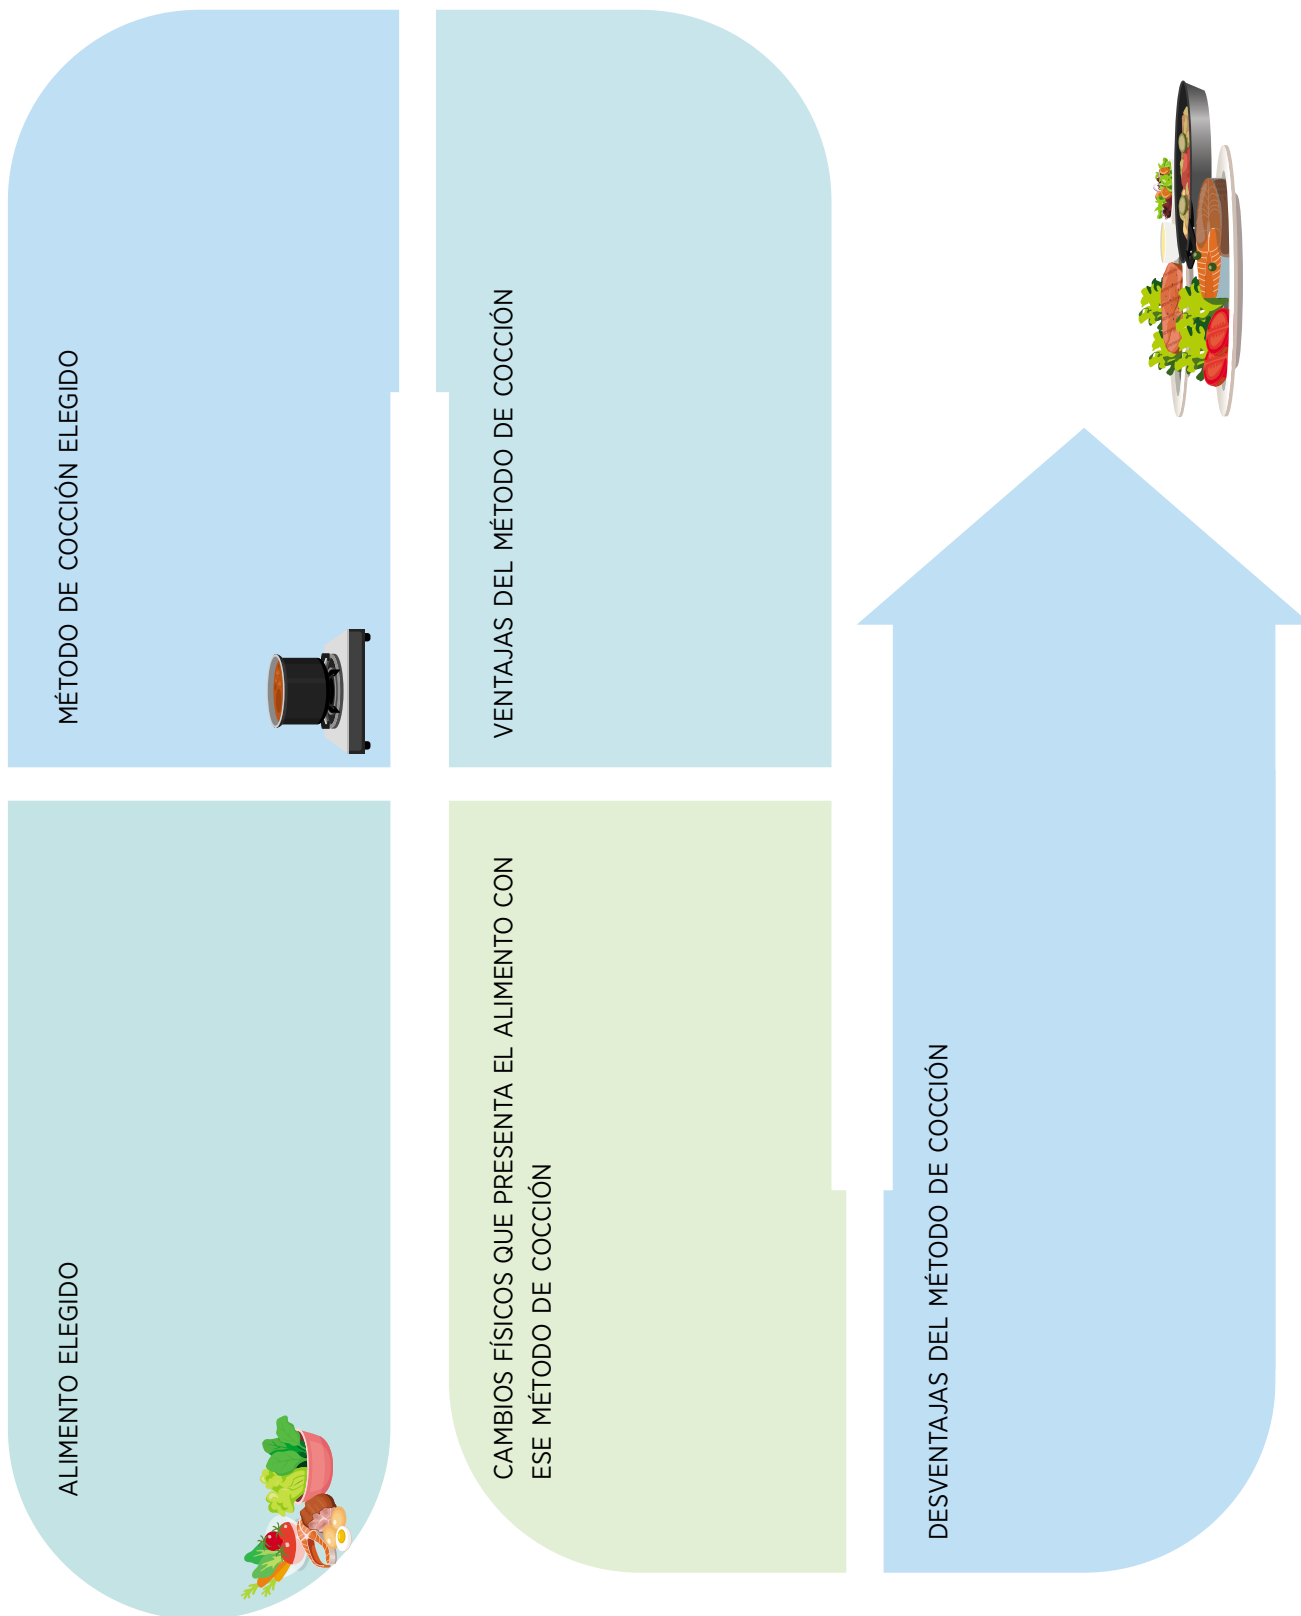 ALIMENTO ELEGIDO
MÉTODO DE COCCIÓN ELEGIDO
CAMBIOS FÍSICOS QUE PRESENTA EL ALIMENTO CON
ESE MÉTODO DE COCCIÓN
VENTAJAS DEL MÉTODO DE COCCIÓN
DESVENTAJAS DEL MÉTODO DE COCCIÓN